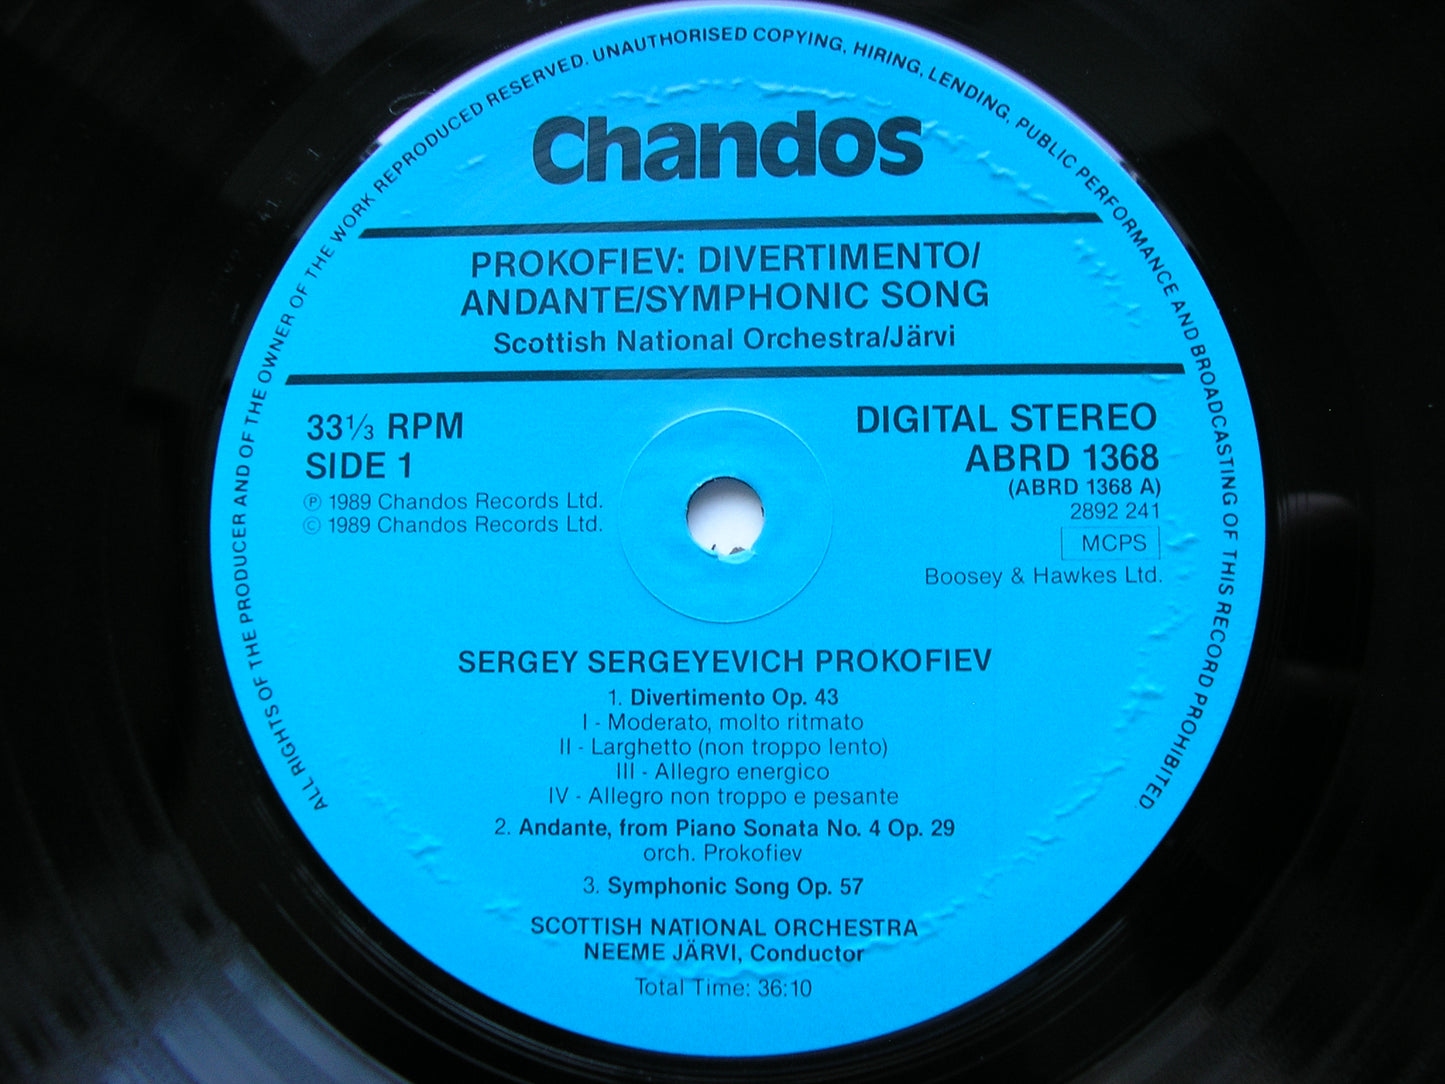 ALL RIGHTS OF THE PRODUCER AND OF THE OWNER OF THE WORK REPRODUCED RESERVED. UNAUTHORISED COPYING, HIRING, LENDING, PUBLIC PERFORMANCE AND BROADCASTING OF THIS RECORD PROHIBITED.
Chandos
PROKOFIEV: DIVERTIMENTO/
ANDANTE/SYMPHONIC SONG
Scottish National Orchestra/Järvi
33⅓ RPM
SIDE 1
℗ 1989 Chandos Records Ltd.
© 1989 Chandos Records Ltd.
DIGITAL STEREO
ABRD 1368
(ABRD 1368 A)
2892 241
MCPS
Boosey & Hawkes Ltd.
SERGEY SERGEYEVICH PROKOFIEV
1. Divertimento Op. 43
I - Moderato, molto ritmato
II - Larghetto (non troppo lento)
III - Allegro energico
IV - Allegro non troppo e pesante
2. Andante, from Piano Sonata No. 4 Op. 29
orch. Prokofiev
3. Symphonic Song Op. 57
SCOTTISH NATIONAL ORCHESTRA
NEEME JÄRVI, Conductor
Total Time: 36:10